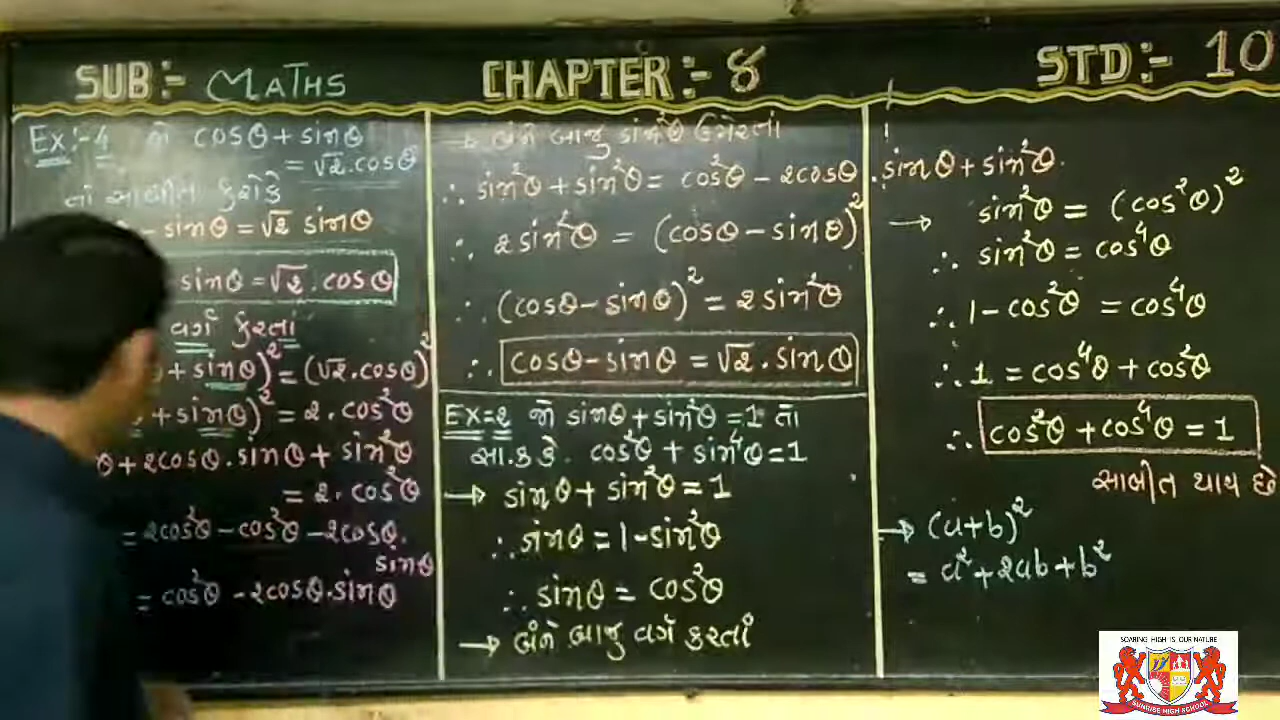 SUB:- MATHS
CHAPTER:- 8
STD:- 10
Ex:-4 જો cosθ+sinθ
= √2.cosθ
તો સાબીત કરોકે
- sinθ = √2 sinθ
sinθ = √2.cosθ
વર્ગ કરતાં
+ sinθ)² = (√2.cosθ)²
+ sinθ)² = 2.cos²θ
θ + 2cosθ.sinθ + sin²θ
= 2.cos²θ
= 2cos²θ - cos²θ - 2cosθ.
sinθ
= cos²θ - 2cosθ.sinθ
→ બંને બાજુ sin²θ ઉમેરતાં
∴ sin²θ + sin²θ = cos²θ - 2cosθ.sinθ + sin²θ.
∴ 2sin²θ = (cosθ - sinθ)²
∴ (cosθ - sinθ)² = 2sin²θ
∴ cosθ - sinθ = √2.sinθ
EX=2 જો sinθ + sin²θ = 1 તો
સા.ક.કે. cos²θ + sin⁴θ = 1
→ sinθ + sin²θ = 1
∴ sinθ = 1 - sin²θ
∴ sinθ = cos²θ
→ બંને બાજુ વર્ગ કરતાં
→ sin²θ = (cos²θ)²
∴ sin²θ = cos⁴θ
∴ 1 - cos²θ = cos⁴θ
∴ 1 = cos⁴θ + cos²θ
∴ cos²θ + cos⁴θ = 1
સાબીત થાય છે
→ (a+b)²
= a² + 2ab + b²
SOARING HIGH IS OUR NATURE
SUNRISE HIGH SCHOOL